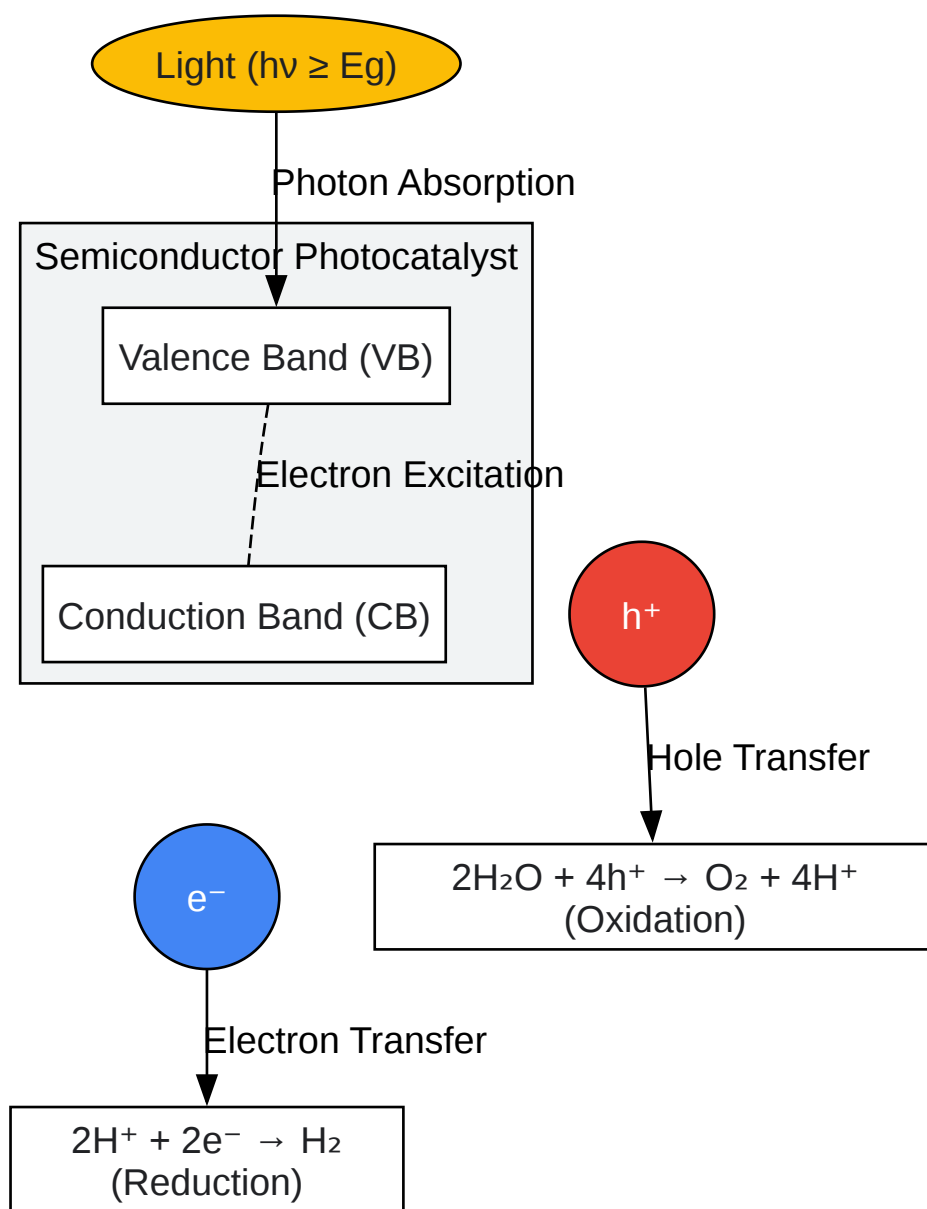 Light (hν ≥ Eg)
Photon Absorption
Semiconductor Photocatalyst
Valence Band (VB)
Electron Excitation
Conduction Band (CB)
h⁺
Hole Transfer
2H₂O + 4h⁺ → O₂ + 4H⁺
(Oxidation)
e⁻
Electron Transfer
2H⁺ + 2e⁻ → H₂
(Reduction)